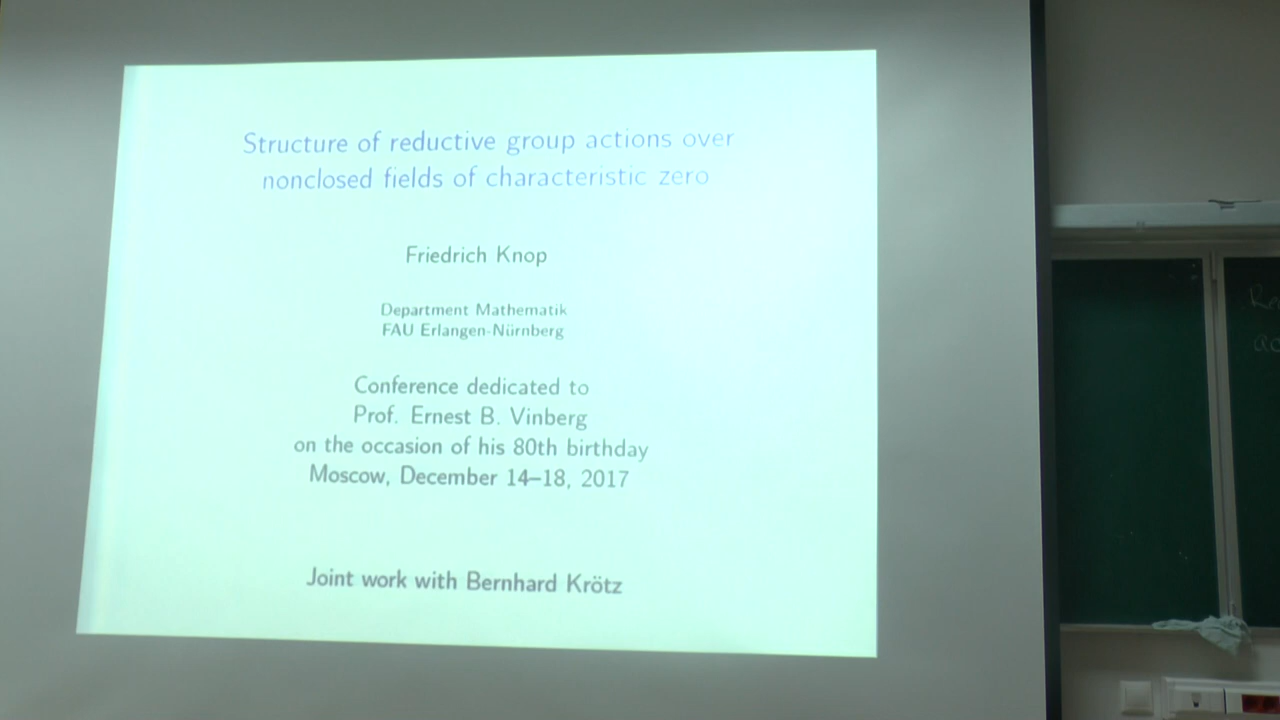 Structure of reductive group actions over
nonclosed fields of characteristic zero
Friedrich Knop
Department Mathematik
FAU Erlangen-Nürnberg
Conference dedicated to
Prof. Ernest B. Vinberg
on the occasion of his 80th birthday
Moscow, December 14–18, 2017
Joint work with Bernhard Krötz